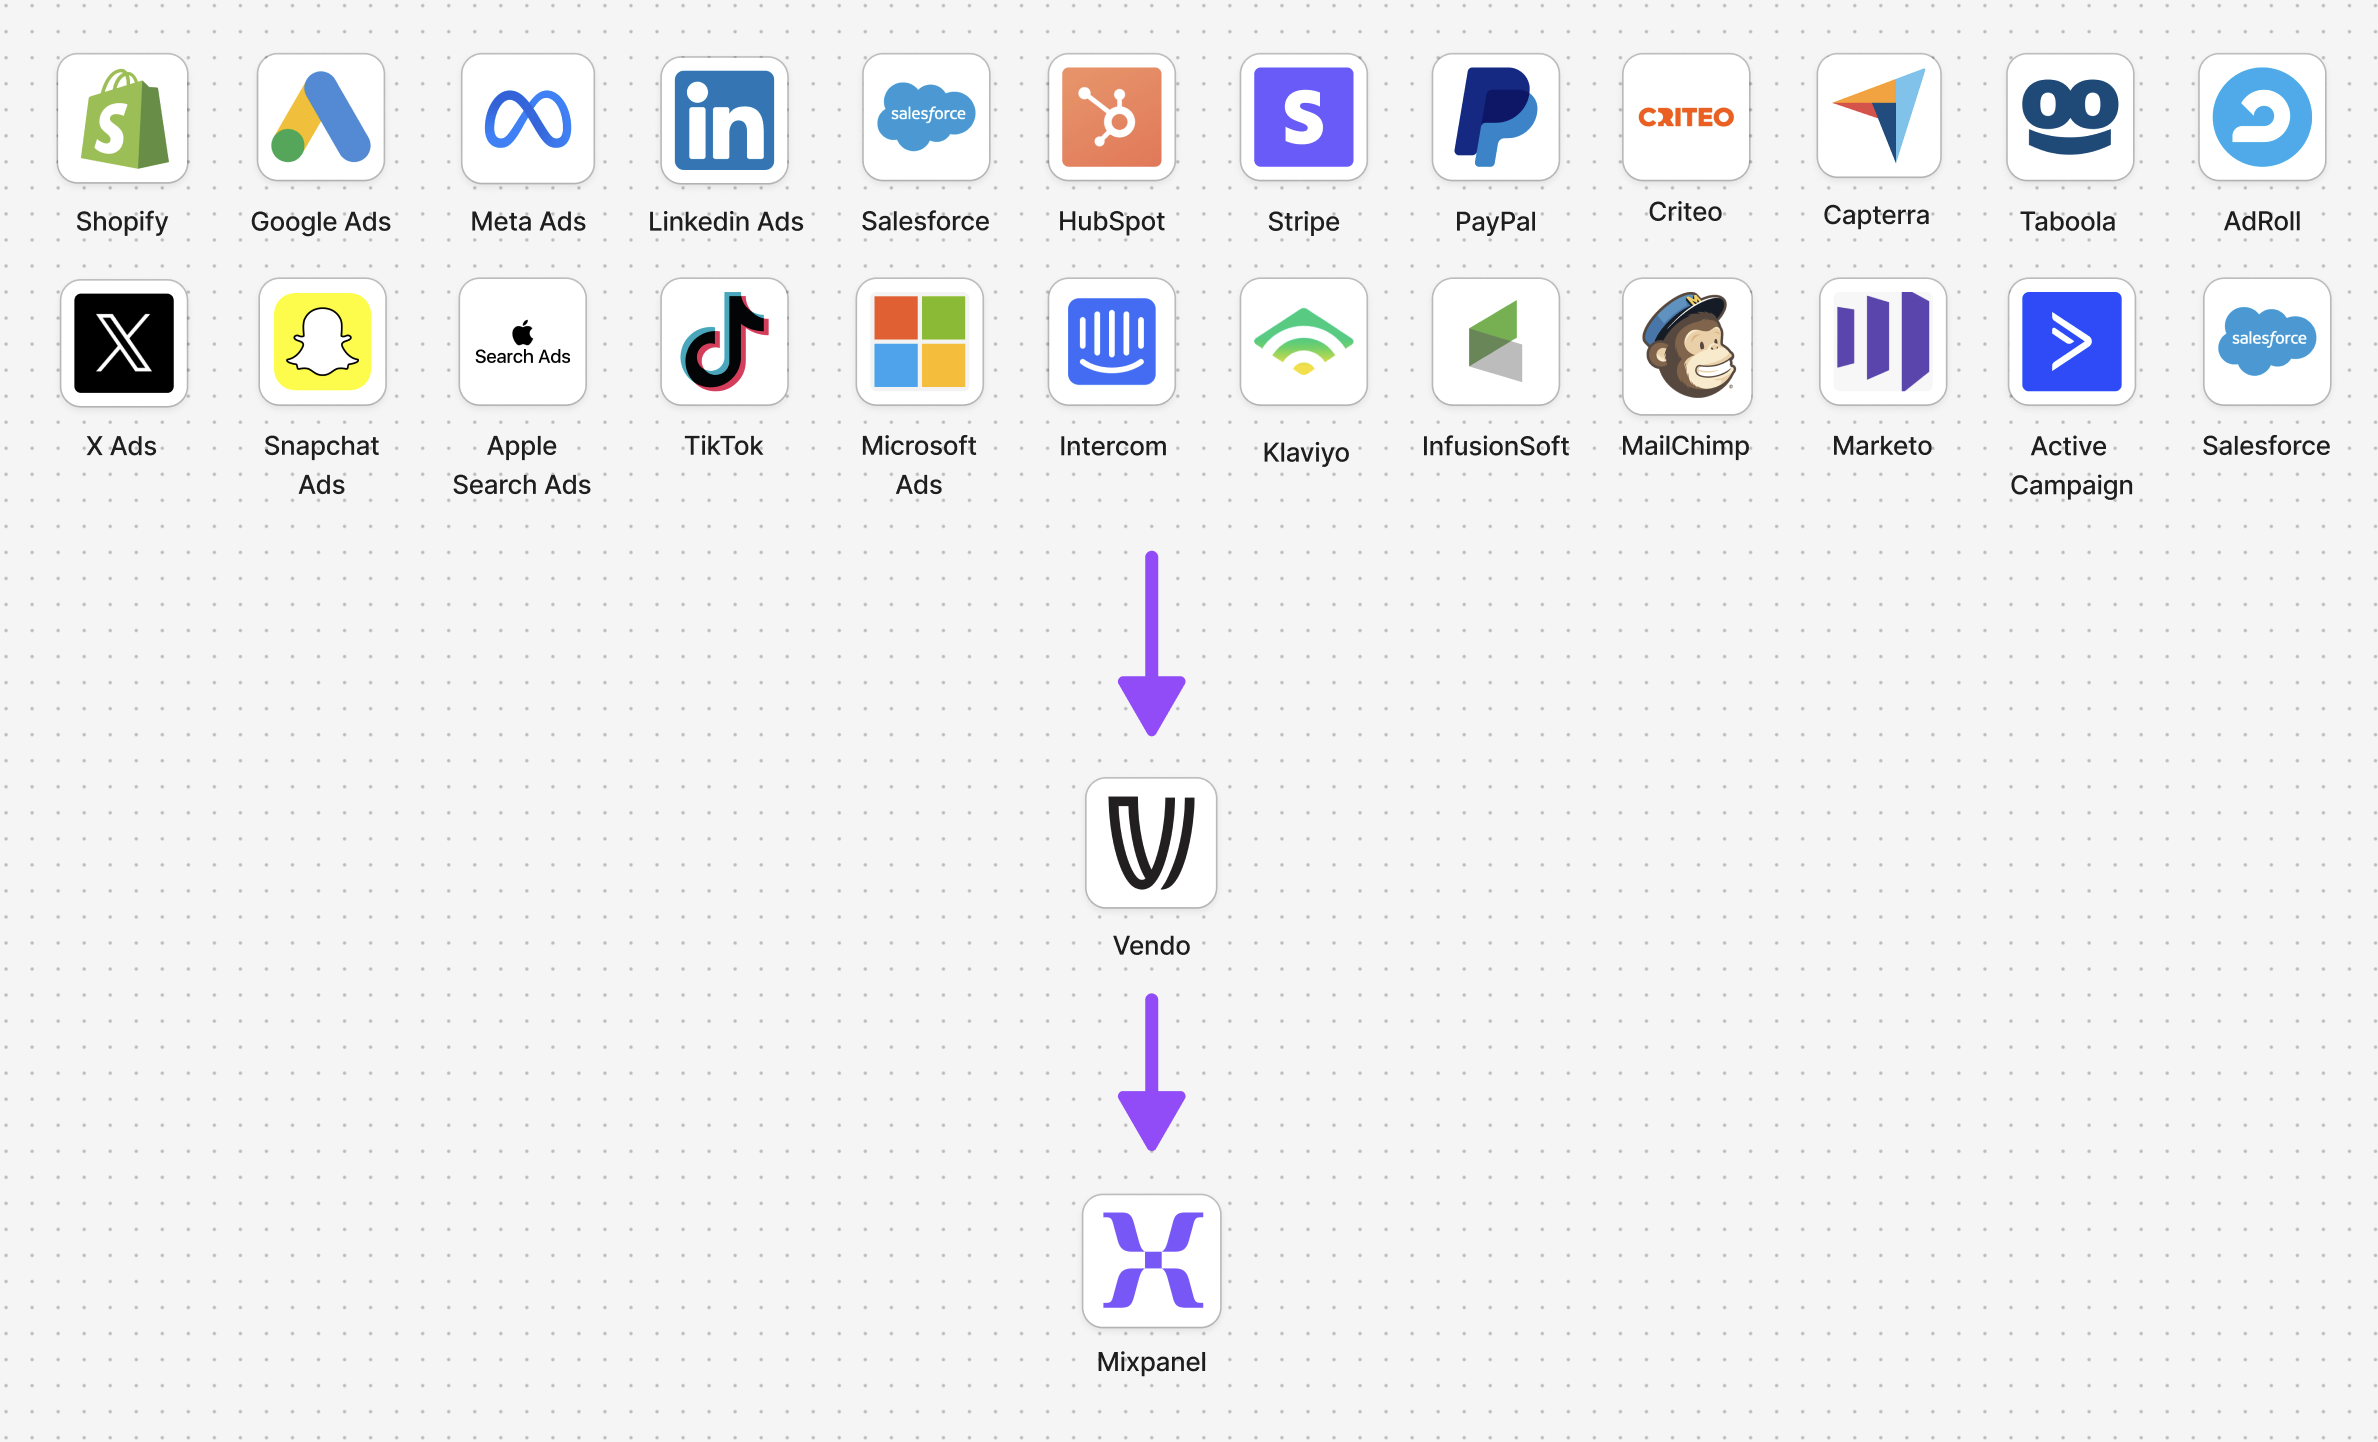 salesforce
CRITEO
Shopify
Google Ads
Meta Ads
Linkedin Ads
Salesforce
HubSpot
Stripe
PayPal
Criteo
Capterra
Taboola
AdRoll
Search Ads
salesforce
X Ads
Snapchat
Ads
Apple
Search Ads
TikTok
Microsoft
Ads
Intercom
Klaviyo
InfusionSoft
MailChimp
Marketo
Active
Campaign
Salesforce
Vendo
Mixpanel